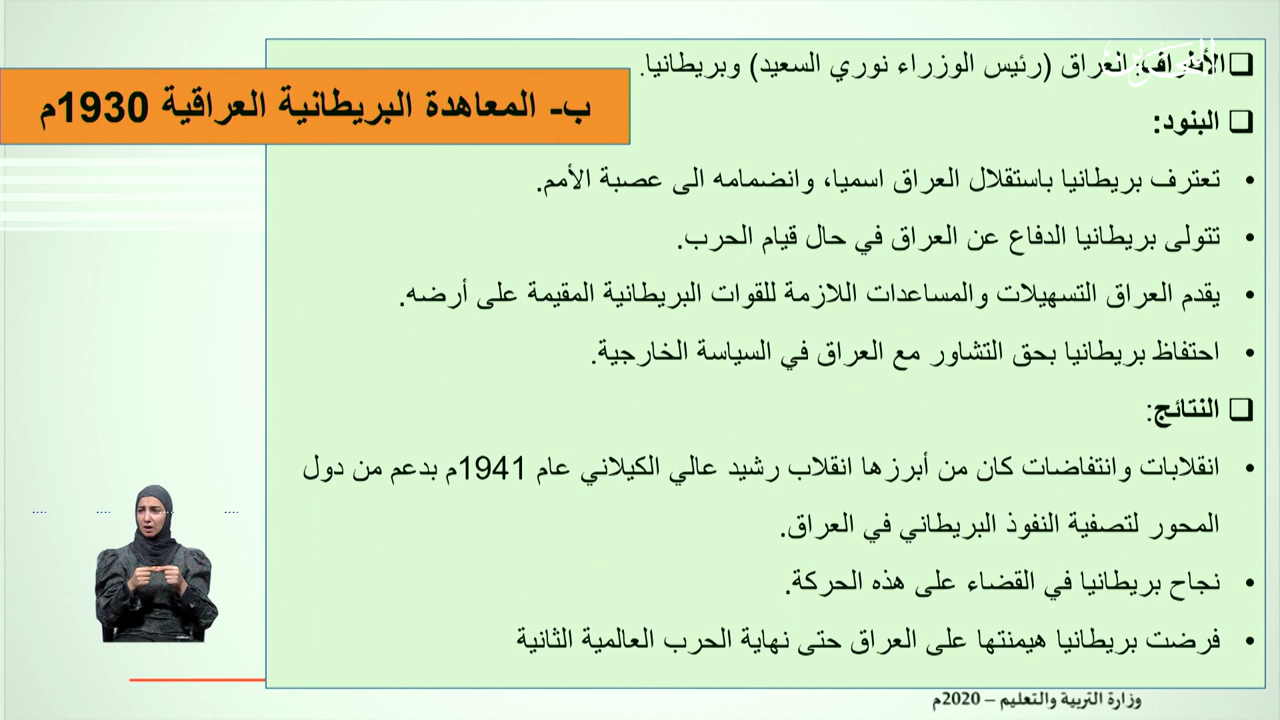 البحرين
ب- المعاهدة البريطانية العراقية 1930م
❑ الأطراف: العراق (رئيس الوزراء نوري السعيد) وبريطانيا.
❑ البنود:
• تعترف بريطانيا باستقلال العراق اسميا، وانضمامه الى عصبة الأمم.
• تتولى بريطانيا الدفاع عن العراق في حال قيام الحرب.
• يقدم العراق التسهيلات والمساعدات اللازمة للقوات البريطانية المقيمة على أرضه.
• احتفاظ بريطانيا بحق التشاور مع العراق في السياسة الخارجية.
❑ النتائج:
• انقلابات وانتفاضات كان من أبرزها انقلاب رشيد عالي الكيلاني عام 1941م بدعم من دول
المحور لتصفية النفوذ البريطاني في العراق.
• نجاح بريطانيا في القضاء على هذه الحركة.
• فرضت بريطانيا هيمنتها على العراق حتى نهاية الحرب العالمية الثانية
وزارة التربية والتعليم – 2020م